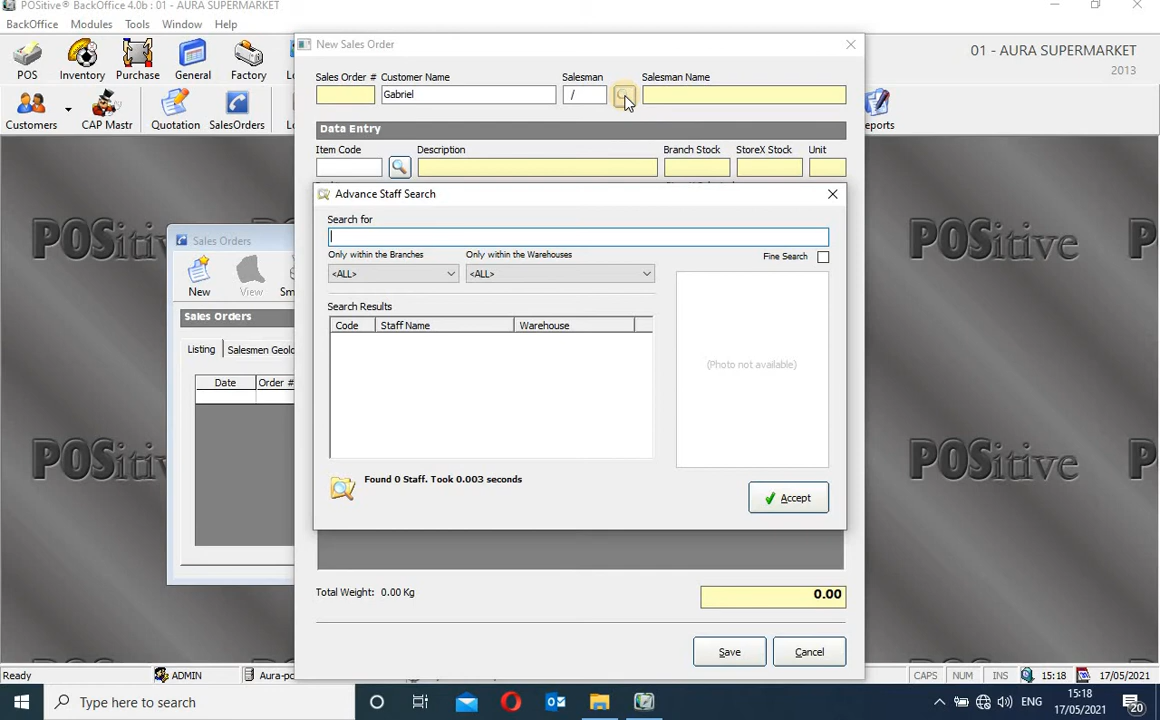 POSitive® BackOffice 4.0b : 01 - AURA SUPERMARKET
BackOffice Modules Tools Window Help
POS Inventory Purchase General Factory
01 - AURA SUPERMARKET
2013
Customers CAP Mastr Quotation SalesOrders
New Sales Order
Sales Order # Customer Name Salesman Salesman Name
Gabriel /
Data Entry
Item Code Description Branch Stock StoreX Stock Unit
Advance Staff Search
Search for
Only within the Branches Only within the Warehouses Fine Search
<ALL> <ALL>
Search Results
Code Staff Name Warehouse
(Photo not available)
Found 0 Staff. Took 0.003 seconds
Accept
Sales Orders
New View
Sales Orders
Listing
Date Order #
POSitive
POSitive
POSitive
POSitive
Total Weight: 0.00 Kg 0.00
Save Cancel
Ready ADMIN CAPS NUM INS 15:18 17/05/2021
Type here to search
ENG 15:18
17/05/2021
20